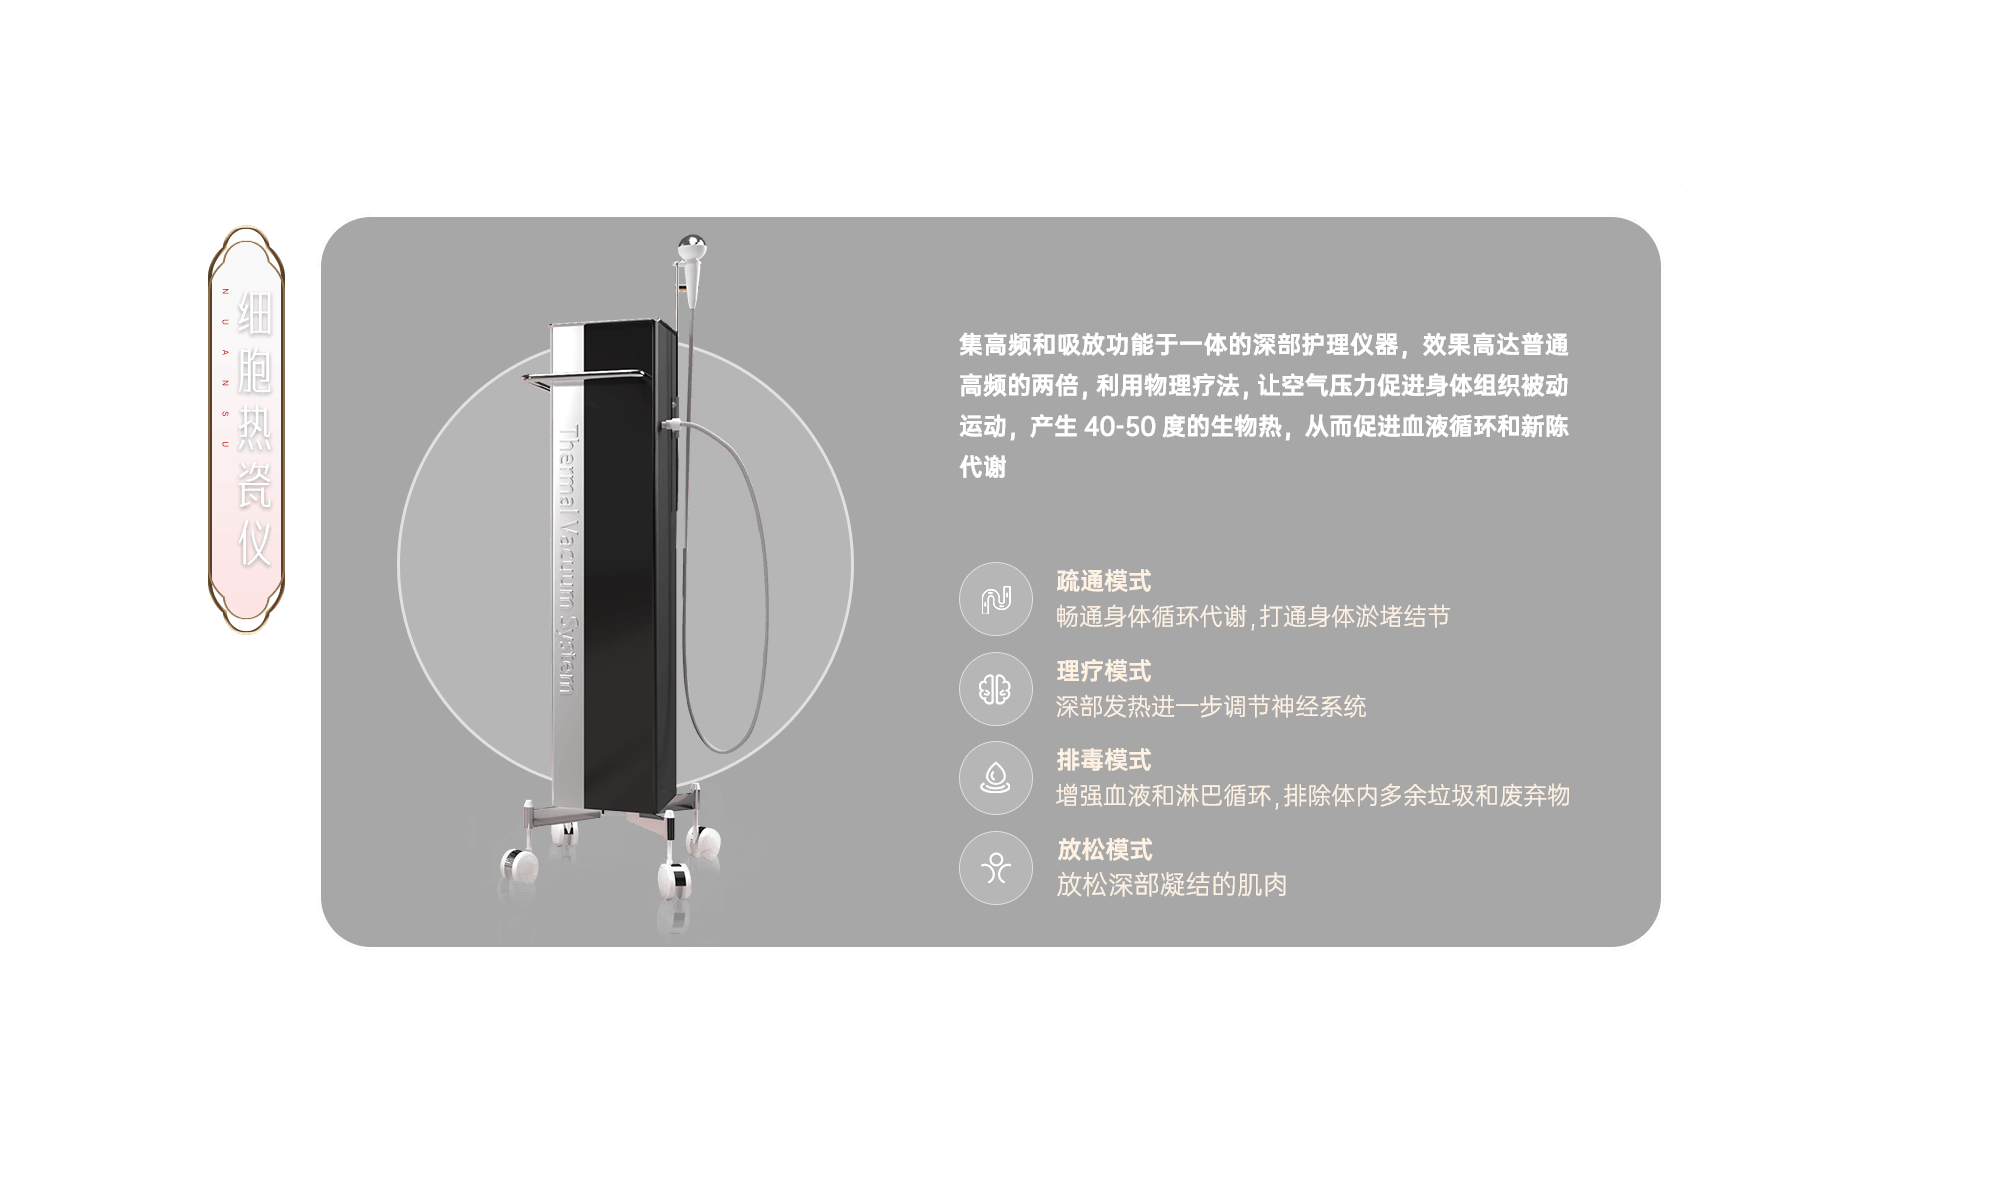 细胞热瓷仪
NUANSU
Thermal Vacuum System
集高频和吸放功能于一体的深部护理仪器，效果高达普通
高频的两倍，利用物理疗法，让空气压力促进身体组织被动
运动，产生 40-50 度的生物热，从而促进血液循环和新陈
代谢
疏通模式
畅通身体循环代谢，打通身体淤堵结节
理疗模式
深部发热进一步调节神经系统
排毒模式
增强血液和淋巴循环，排除体内多余垃圾和废弃物
放松模式
放松深部凝结的肌肉